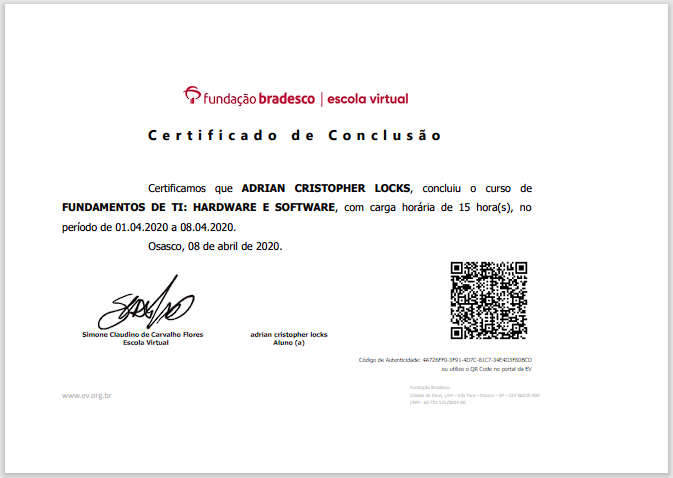 fundação bradesco | escola virtual
Certificado de Conclusão
Certificamos que ADRIAN CRISTOPHER LOCKS, concluiu o curso de
FUNDAMENTOS DE TI: HARDWARE E SOFTWARE, com carga horária de 15 hora(s), no
período de 01.04.2020 a 08.04.2020.
Osasco, 08 de abril de 2020.
Simone Claudino de Carvalho Flores
Escola Virtual
adrian cristopher locks
Aluno (a)
Código de Autenticidade: 4A726FF0-3F91-4D7C-81C7-34E4D3F80BCD
ou utilize o QR Code no portal da EV
www.ev.org.br
Fundação Bradesco
Cidade de Deus, s/Nº - Vila Yara - Osasco - SP - CEP 06029-900
CNPJ -